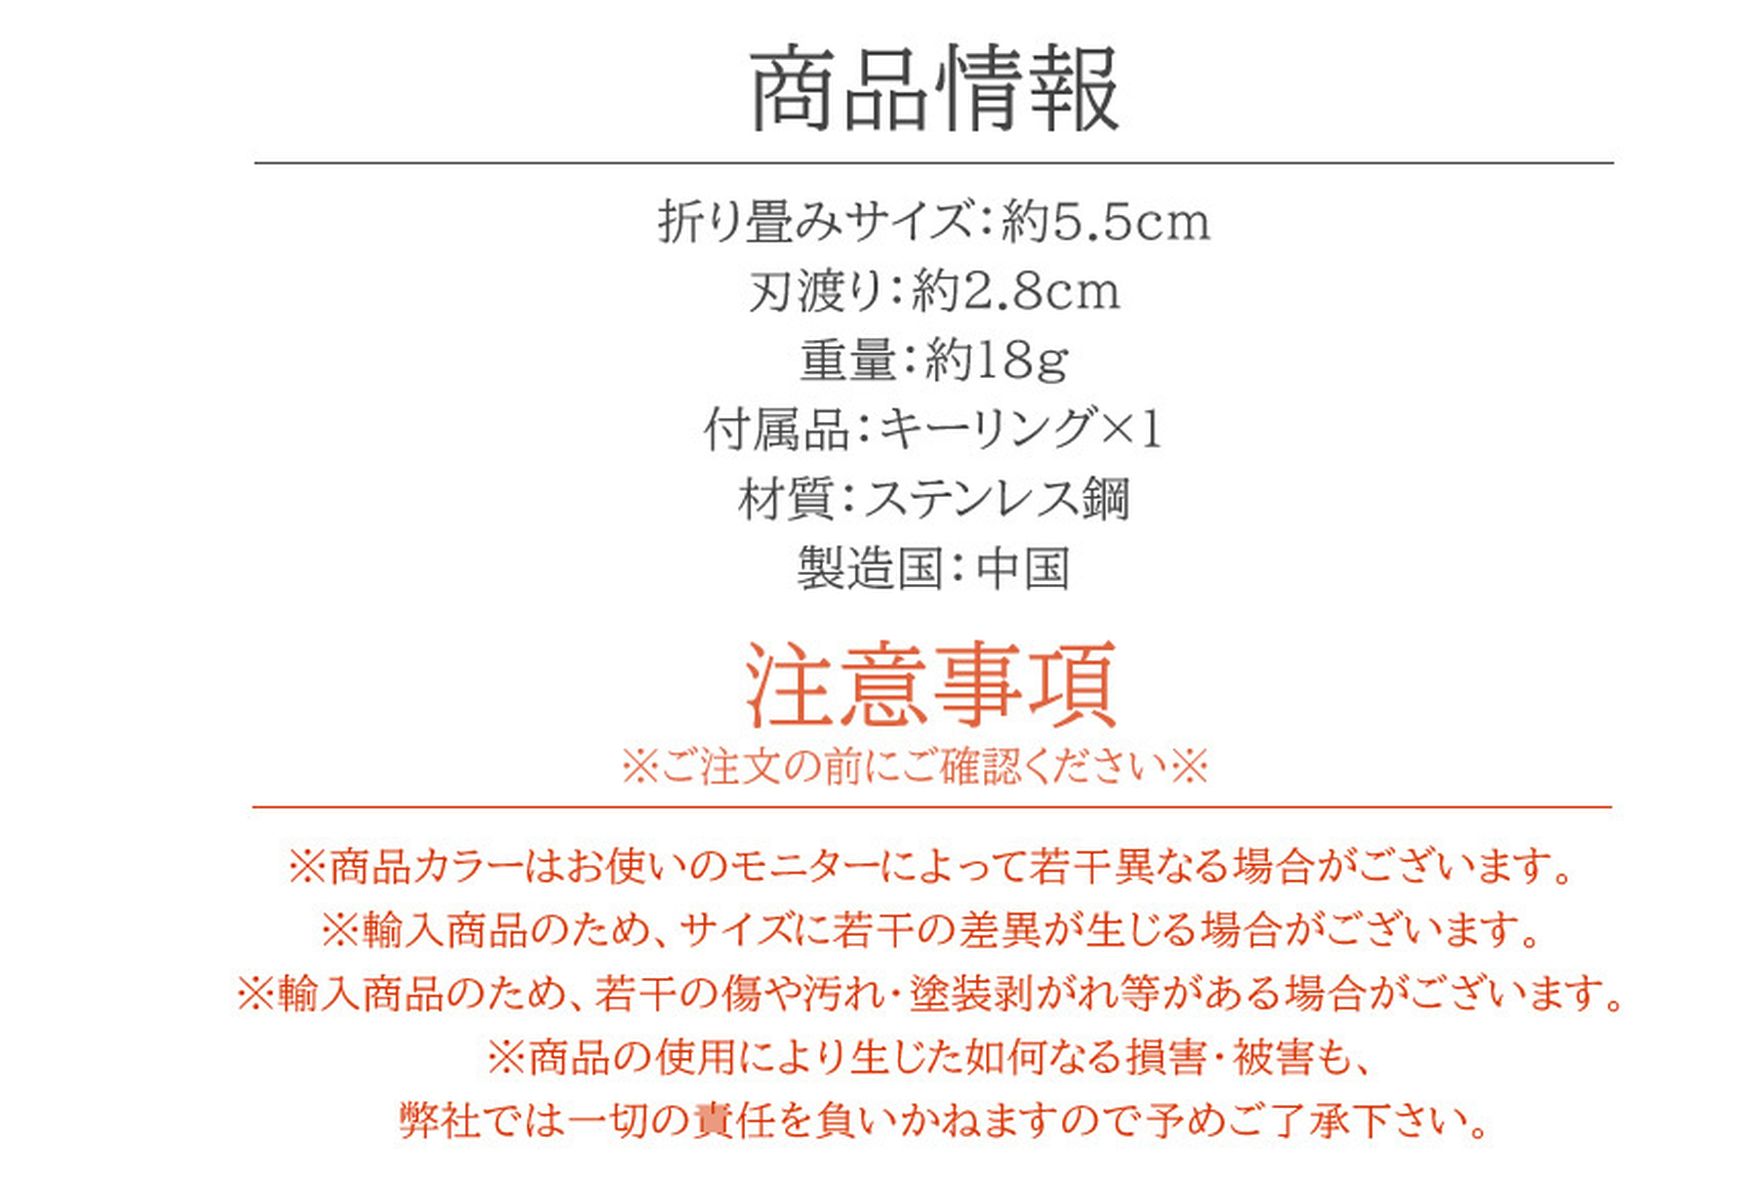 商品情報
折り畳みサイズ：約5.5cm
刃渡り：約2.8cm
重量：約18g
付属品：キーリング×1
材質：ステンレス鋼
製造国：中国
注意事項
※ご注文の前にご確認ください※
※商品カラーはお使いのモニターによって若干異なる場合がございます。
※輸入商品のため、サイズに若干の差異が生じる場合がございます。
※輸入商品のため、若干の傷や汚れ・塗装剥がれ等がある場合がございます。
※商品の使用により生じた如何なる損害・被害も、
弊社では一切の責任を負いかねますので予めご了承下さい。